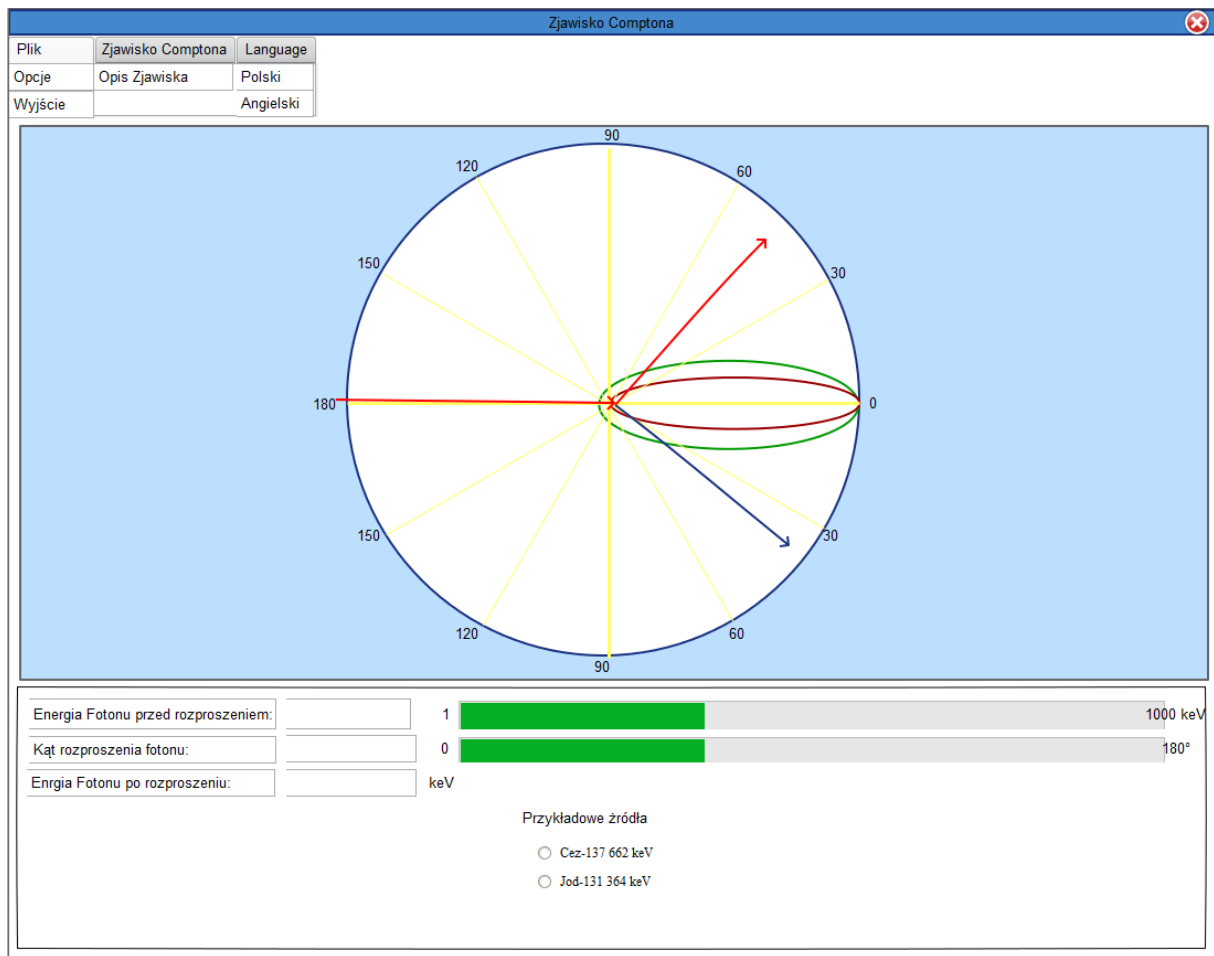 Zjawisko Comptona
Plik Zjawisko Comptona Language
Opcje Opis Zjawiska Polski
Wyjście Angielski
90
120 60
150 30
180 0
150 30
120 60
90
Energia Fotonu przed rozproszeniem: 1 1000 keV
Kąt rozproszenia fotonu: 0 180°
Enrgia Fotonu po rozproszeniu: keV
Przykładowe żródła
Cez-137 662 keV
Jod-131 364 keV